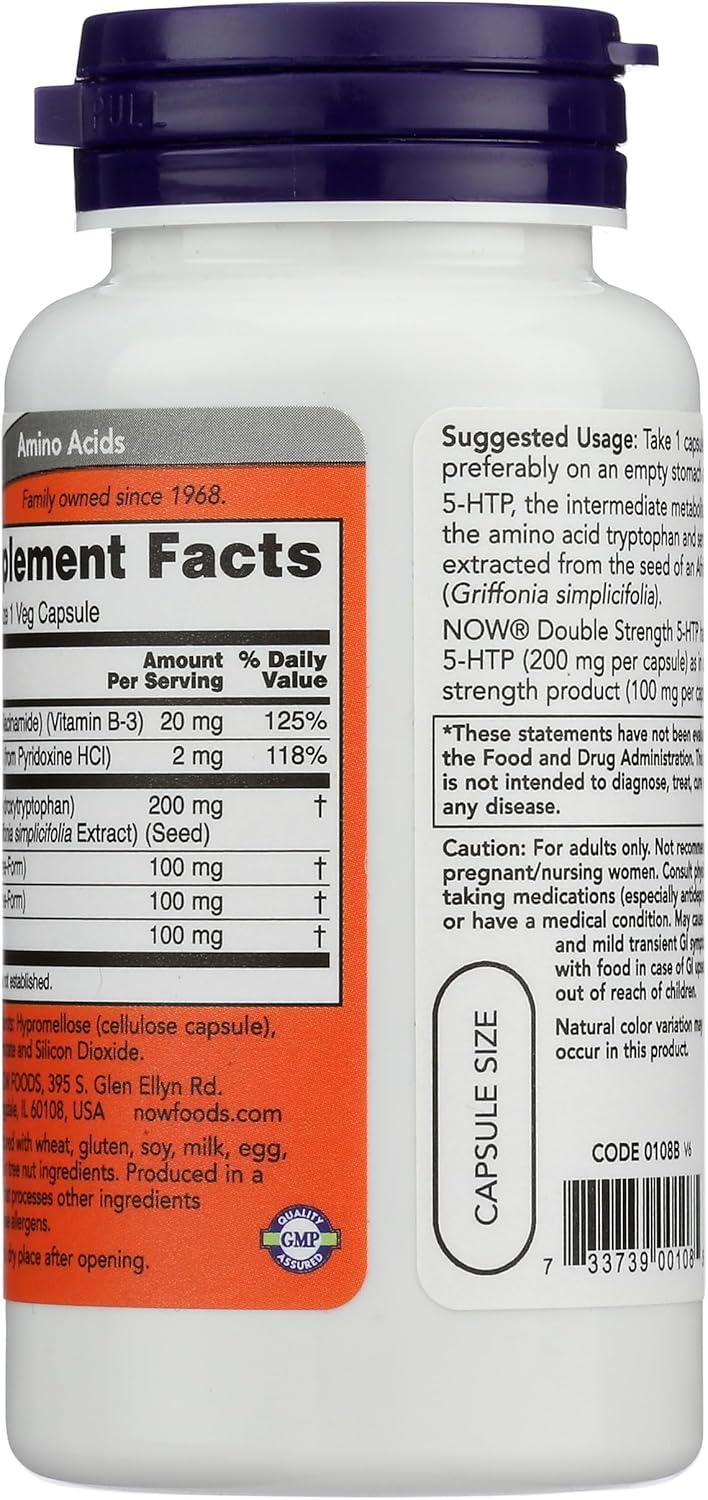 PULL
Amino Acids
Family owned since 1968.
Facts
1 Veg Capsule
Amount % Daily
Per Serving Value
(Vitamin B-3) 20 mg 125%
from Pyridoxine HCl) 2 mg 118%
200 mg †
simplicifolia Extract) (Seed)
100 mg †
100 mg †
100 mg †
not established.
Hypromellose (cellulose capsule),
and Silicon Dioxide.
FOODS, 395 S. Glen Ellyn Rd.
IL 60108, USA nowfoods.com
with wheat, gluten, soy, milk, egg,
tree nut ingredients. Produced in a
processes other ingredients
allergens.
dry place after opening.
QUALITY
GMP
ASSURED
Suggested Usage: Take 1
preferably on an empty stomach
5-HTP, the intermediate
the amino acid tryptophan and
extracted from the seed of an
(Griffonia simplicifolia).
NOW® Double Strength 5-HTP
5-HTP (200 mg per capsule) as in
strength product (100 mg per
*These statements have not been
the Food and Drug Administration.
is not intended to diagnose, treat,
any disease.
Caution: For adults only. Not
pregnant/nursing women. Consult
taking medications (especially
or have a medical condition. May cause
and mild transient GI
with food in case of GI
out of reach of children.
Natural color variation may
occur in this product.
CAPSULE SIZE
CODE 0108B V6
7 33739 00108